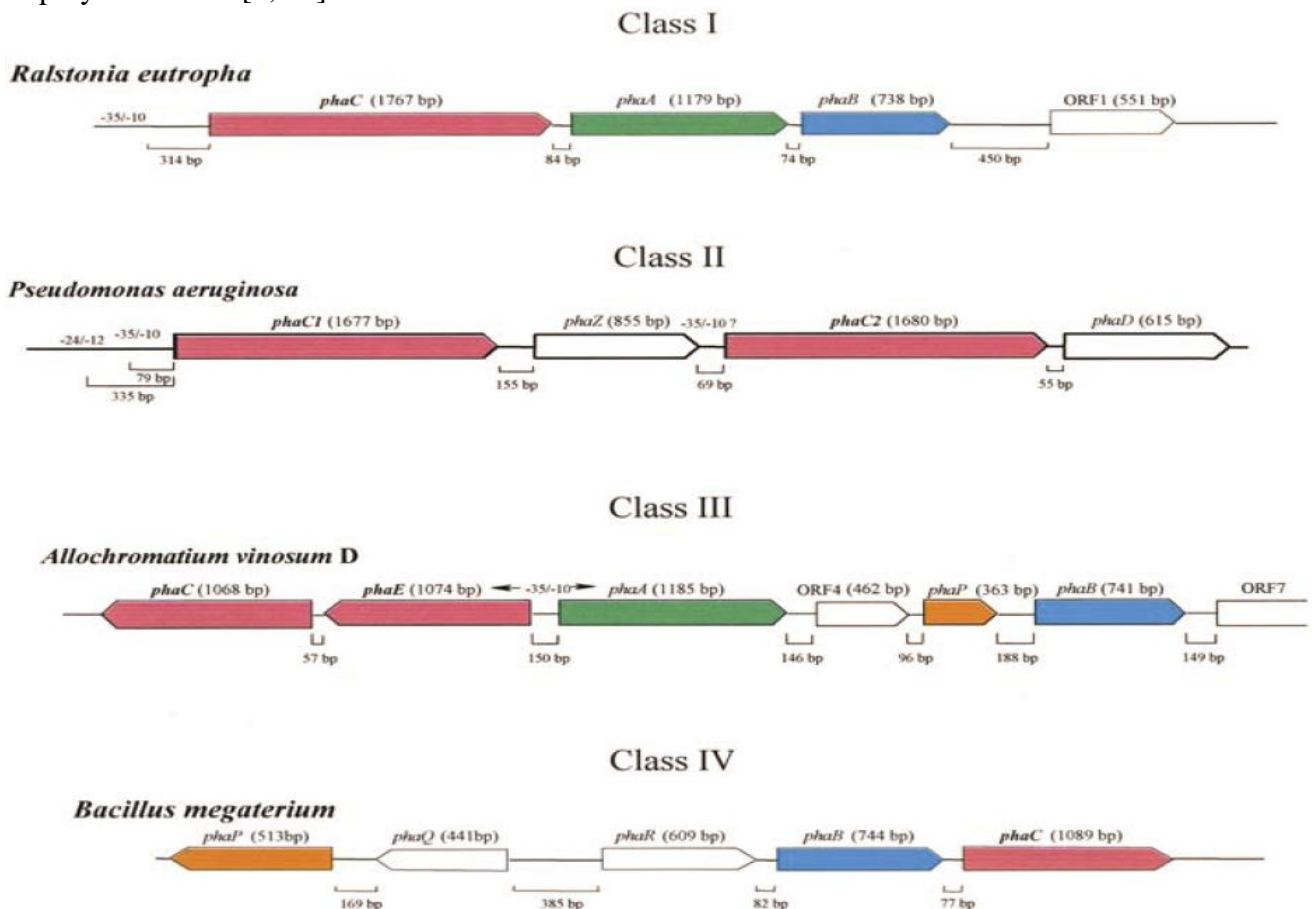 Class I
Ralstonia eutropha
-35/-10 phaC (1767 bp) phaA (1179 bp) phaB (738 bp) ORF1 (551 bp)
314 bp 84 bp 74 bp 450 bp
Class II
Pseudomonas aeruginosa
-24/-12 -35/-10 phaC1 (1677 bp) phaZ (855 bp) -35/-10 ? phaC2 (1680 bp) phaD (615 bp)
79 bp 155 bp 69 bp 55 bp
335 bp
Class III
Allochromatium vinosum D
phaC (1068 bp) phaE (1074 bp) -35/-10 phaA (1185 bp) ORF4 (462 bp) phaP (363 bp) phaB (741 bp) ORF7
57 bp 150 bp 146 bp 96 bp 188 bp 149 bp
Class IV
Bacillus megaterium
phaP (513bp) phaQ (441bp) phaR (609 bp) phaB (744 bp) phaC (1089 bp)
169 bp 385 bp 82 bp 77 bp